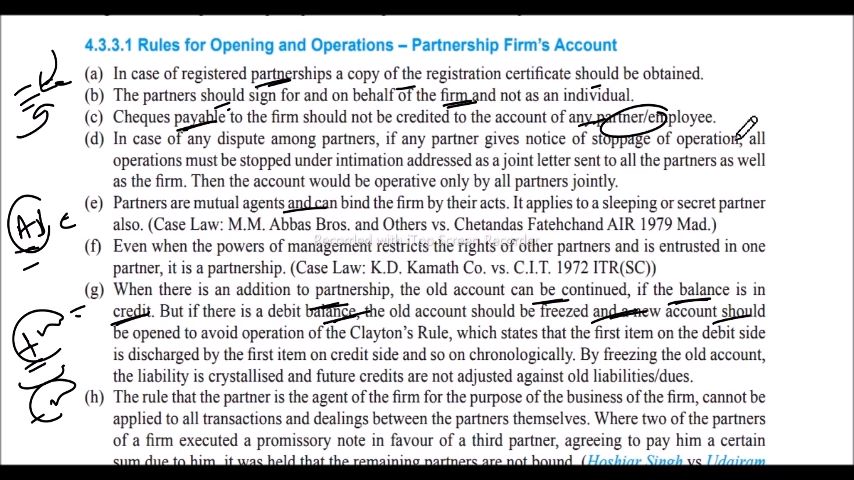 4.3.3.1 Rules for Opening and Operations – Partnership Firm's Account
(a) In case of registered partnerships a copy of the registration certificate should be obtained.
(b) The partners should sign for and on behalf of the firm and not as an individual.
(c) Cheques payable to the firm should not be credited to the account of any partner/employee.
(d) In case of any dispute among partners, if any partner gives notice of stoppage of operation, all
operations must be stopped under intimation addressed as a joint letter sent to all the partners as well
as the firm. Then the account would be operative only by all partners jointly.
(e) Partners are mutual agents and can bind the firm by their acts. It applies to a sleeping or secret partner
also. (Case Law: M.M. Abbas Bros. and Others vs. Chetandas Fatehchand AIR 1979 Mad.)
Recorded with iTop Screen Recorder
(f) Even when the powers of management restricts the rights of other partners and is entrusted in one
partner, it is a partnership. (Case Law: K.D. Kamath Co. vs. C.I.T. 1972 ITR(SC))
(g) When there is an addition to partnership, the old account can be continued, if the balance is in
credit. But if there is a debit balance, the old account should be freezed and a new account should
be opened to avoid operation of the Clayton's Rule, which states that the first item on the debit side
is discharged by the first item on credit side and so on chronologically. By freezing the old account,
the liability is crystallised and future credits are not adjusted against old liabilities/dues.
(h) The rule that the partner is the agent of the firm for the purpose of the business of the firm, cannot be
applied to all transactions and dealings between the partners themselves. Where two of the partners
of a firm executed a promissory note in favour of a third partner, agreeing to pay him a certain
sum due to him, it was held that the remaining partners are not bound. (Hoshiar Singh vs Udairam